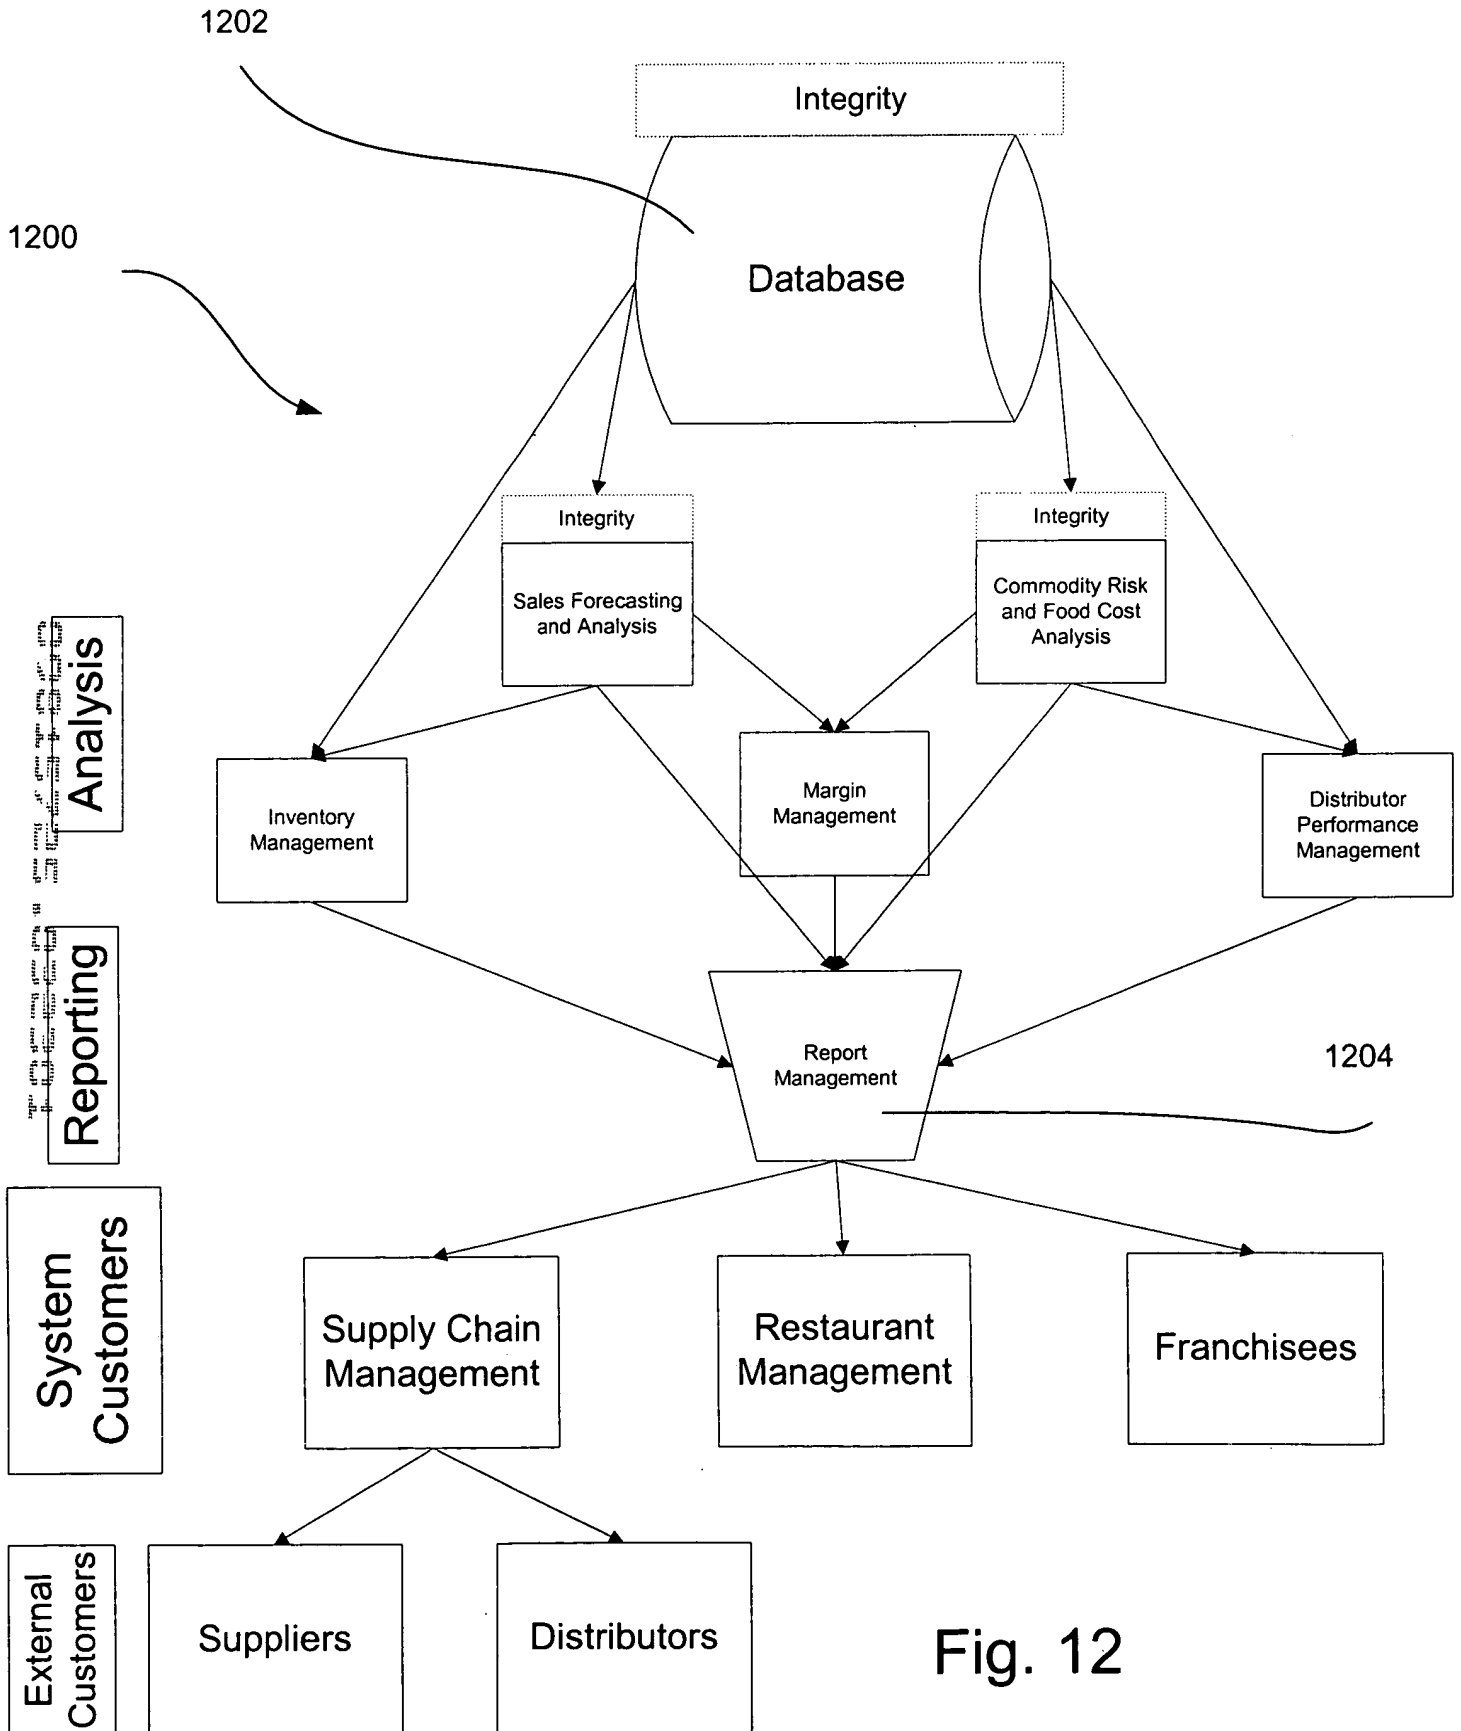 1202
Integrity
1200
Database
Integrity
Integrity
Sales Forecasting
and Analysis
Commodity Risk
and Food Cost
Analysis
Analysis
Inventory
Management
Margin
Management
Distributor
Performance
Management
Reporting
Report
Management
1204
System
Customers
Supply Chain
Management
Restaurant
Management
Franchisees
External
Customers
Suppliers
Distributors
Fig. 12